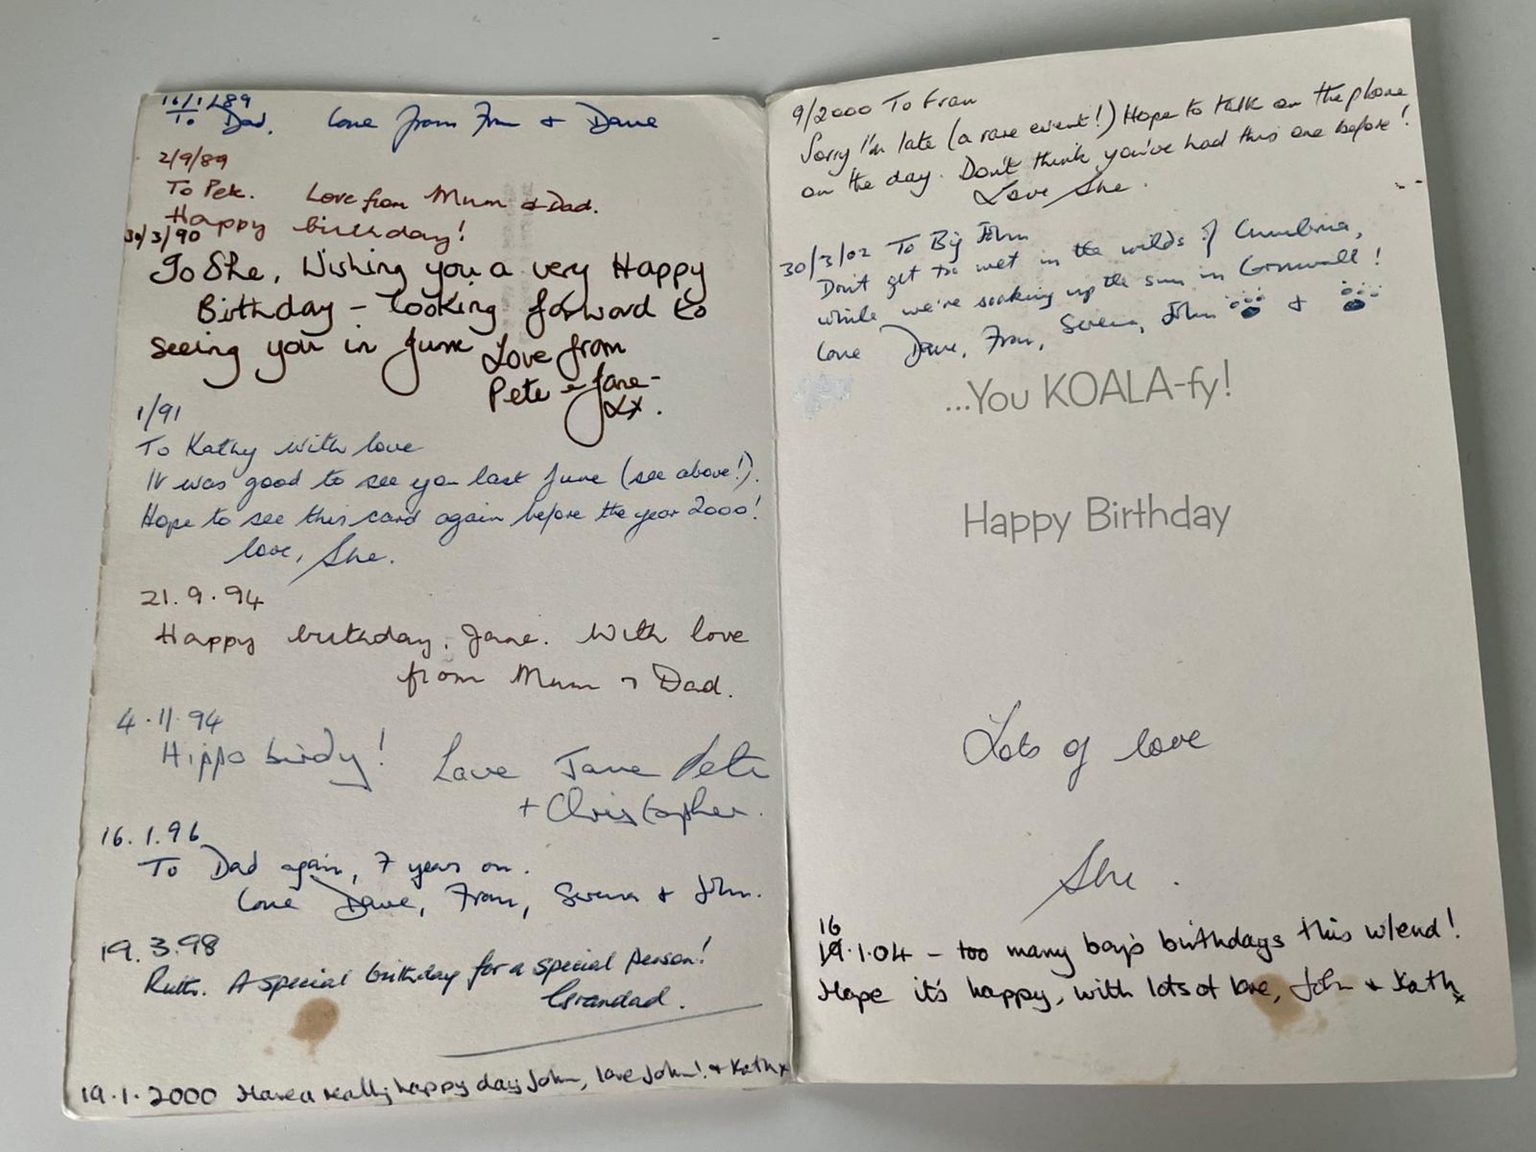 16/1/89
To Dad. Love from Fran & Dave
2/9/89
To Pete. Love from Mum & Dad.
Happy birthday!
30/3/90
To She, Wishing you a very Happy
Birthday – looking forward to
seeing you in June Love from
Pete & Jane –
xx.
1/91
To Kathy with love
It was good to see you last June (see above!).
Hope to see this card again before the year 2000!
love, She.
21.9.94
Happy birthday, Jane. With love
from Mum & Dad.
4.11.94
Hippo birdy! Love Jane Pete
+ Christopher.
16.1.96
To Dad again, 7 years on.
Love Dave, Fran, Serena & John.
19.3.98
Ruth. A special birthday for a special person!
Grandad.
19.1.2000 Have a really happy day John, love John! & Kath x
9/2000 To Fran
Sorry I'm late (a rare event!) Hope to talk on the phone
on the day. Don't think you've had this one before!
Love She.
30/3/02 To Big John
Don't get too wet in the wilds of Cumbria,
while we're soaking up the sun in Cornwall!
Love Dave, Fran, Serena, John & 
...You KOALA-fy!
Happy Birthday
Lots of love
She.
16
19.1.04 – too many boys birthdays this w/end!
Hope it's happy, with lots of love, John & Kath x